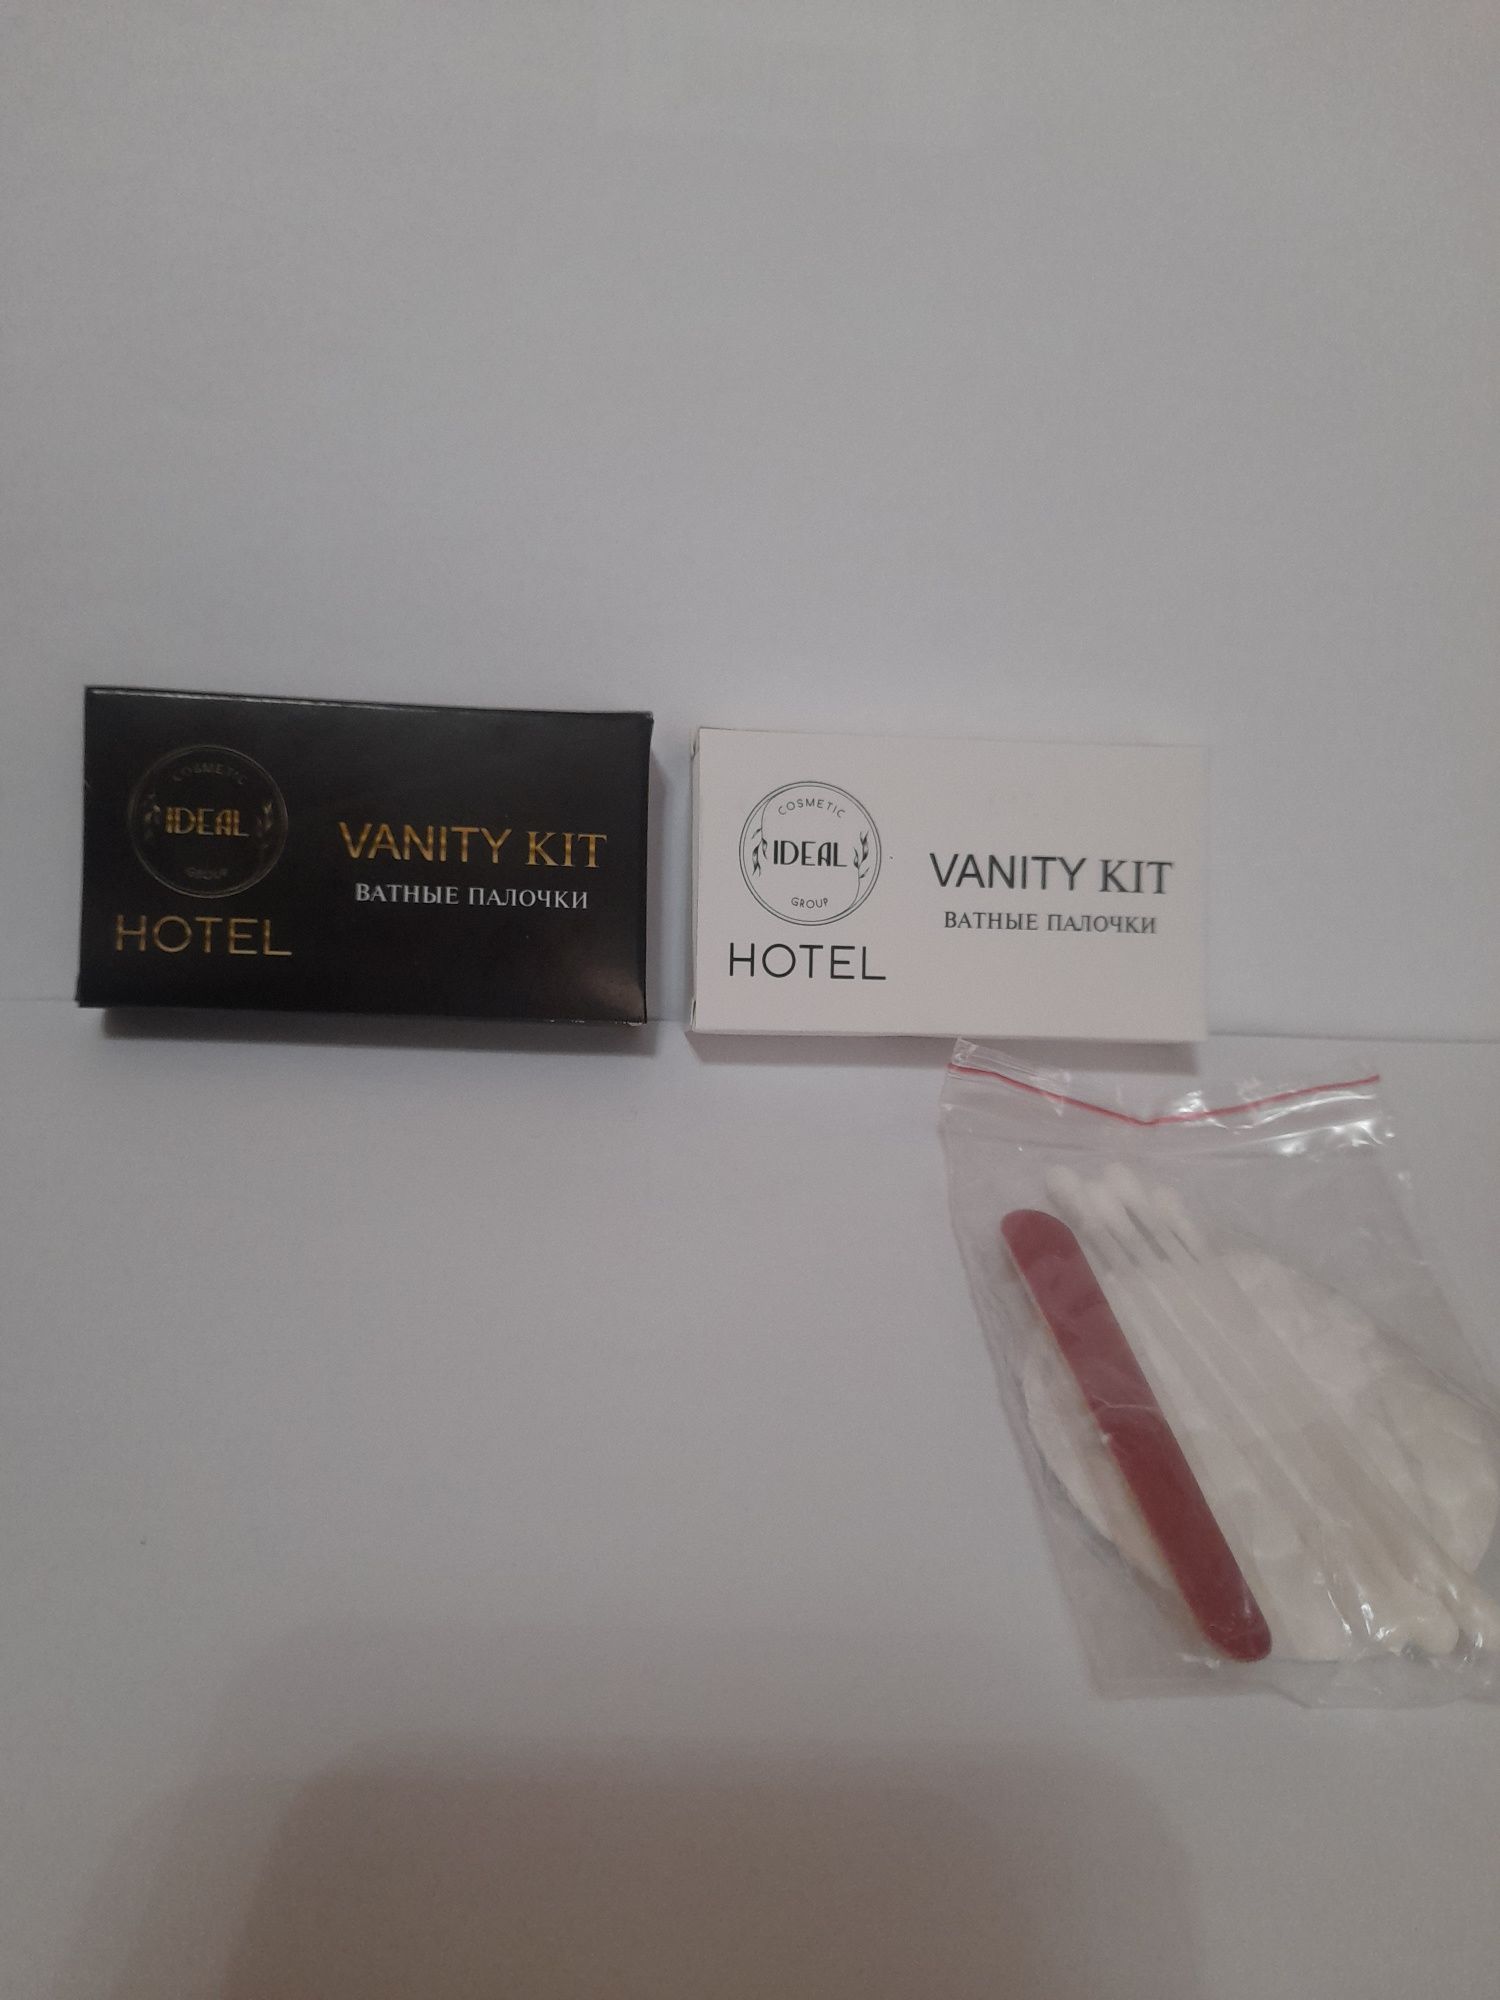 COSMETIC
IDEAL
GROUP
HOTEL
VANITY KIT
ВАТНЫЕ ПАЛОЧКИ
COSMETIC
IDEAL
GROUP
HOTEL
VANITY KIT
ВАТНЫЕ ПАЛОЧКИ